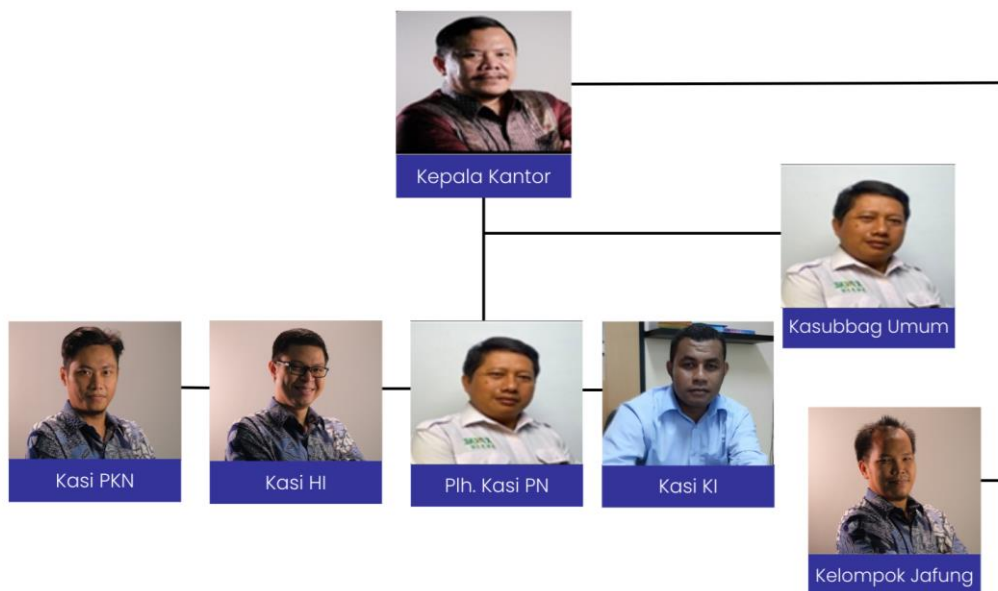 Kepala Kantor
Kasubbag Umum
Kasi PKN
Kasi HI
Plh. Kasi PN
Kasi KI
Kelompok Jafung